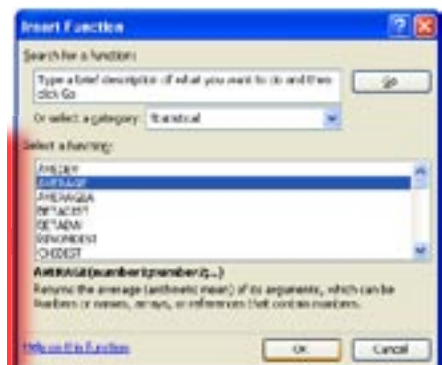 Insert Function
Search for a function:
Type a brief description of what you want to do and then
click Go
Go
Or select a category: Statistical
Select a function:
AVEDEV
AVERAGE
AVERAGEA
BETADIST
BETAINV
BINOMDIST
CHIDIST
AVERAGE(number1;number2;...)
Returns the average (arithmetic mean) of its arguments, which can be
numbers or names, arrays, or references that contain numbers.
Help on this function
OK
Cancel